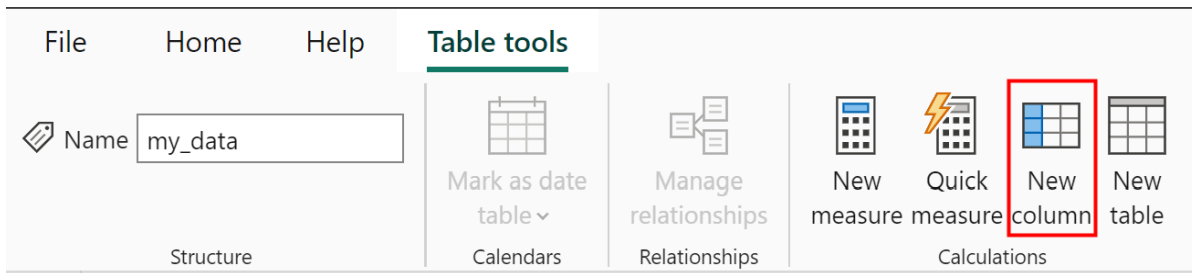 File Home Help Table tools
Name my_data
Mark as date
table
Manage
relationships
New
measure
Quick
measure
New
column
New
table
Structure Calendars Relationships Calculations